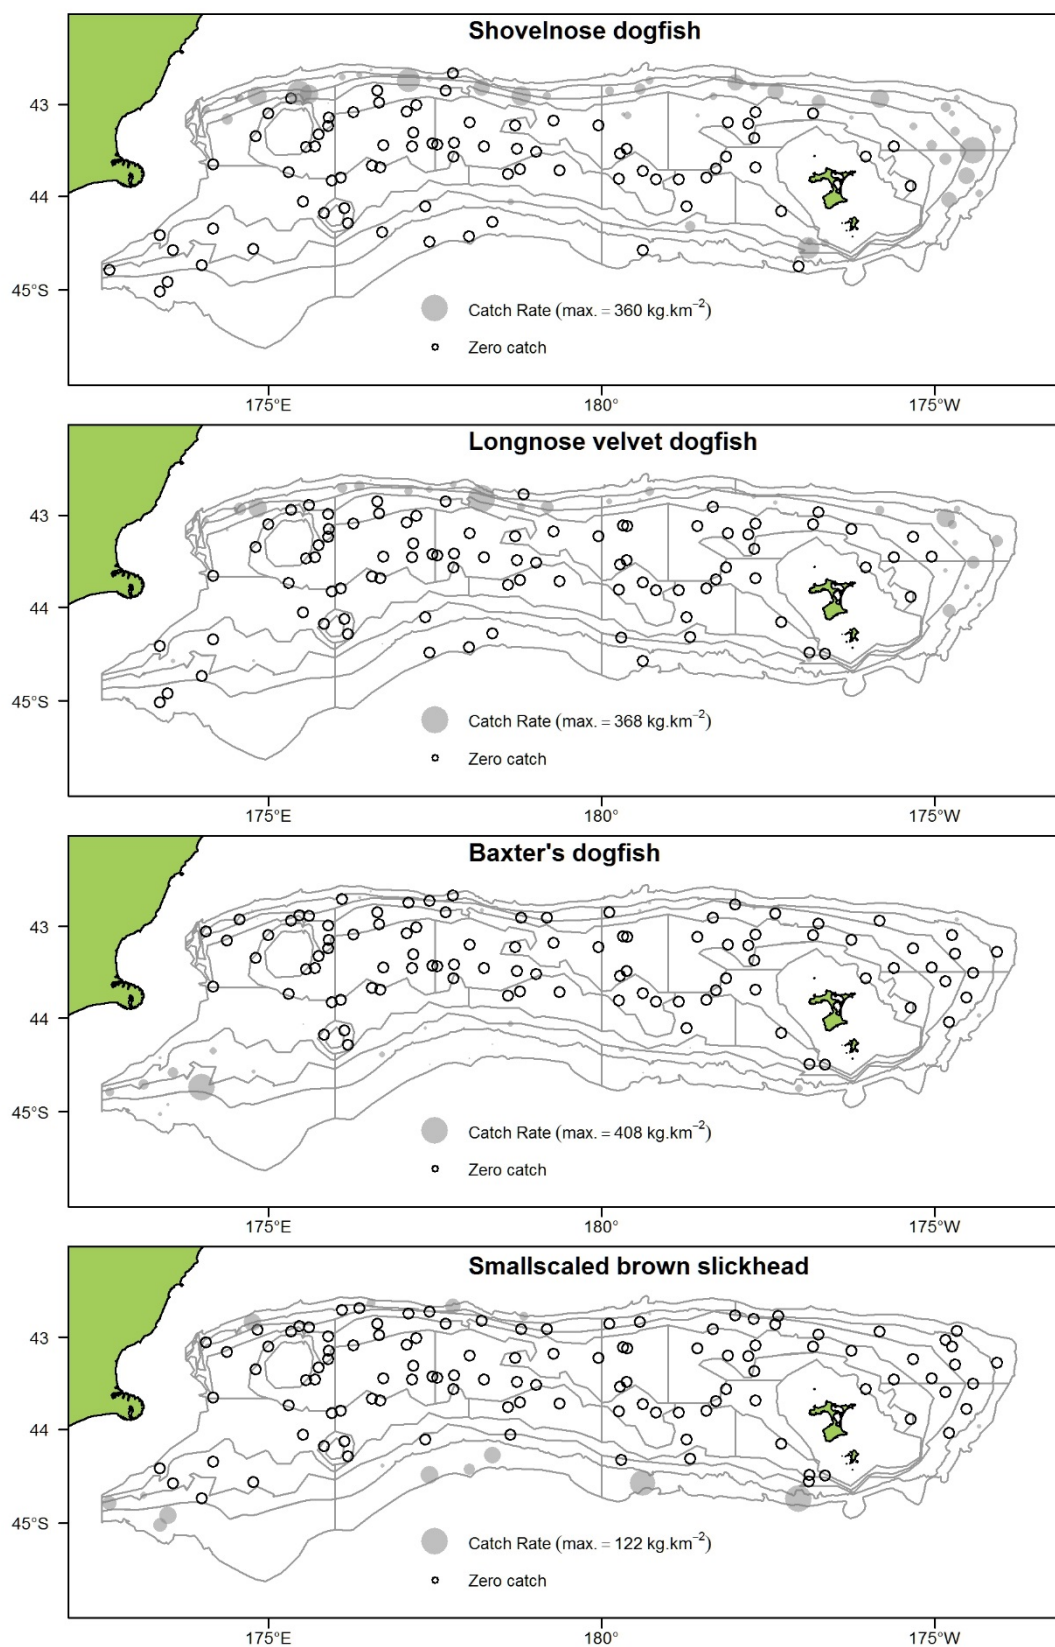 Shovelnose dogfish
43
44
45°S
Catch Rate (max. = 360 kg.km⁻²)
Zero catch
175°E 180° 175°W
Longnose velvet dogfish
43
44
45°S
Catch Rate (max. = 368 kg.km⁻²)
Zero catch
175°E 180° 175°W
Baxter's dogfish
43
44
45°S
Catch Rate (max. = 408 kg.km⁻²)
Zero catch
175°E 180° 175°W
Smallscaled brown slickhead
43
44
45°S
Catch Rate (max. = 122 kg.km⁻²)
Zero catch
175°E 180° 175°W